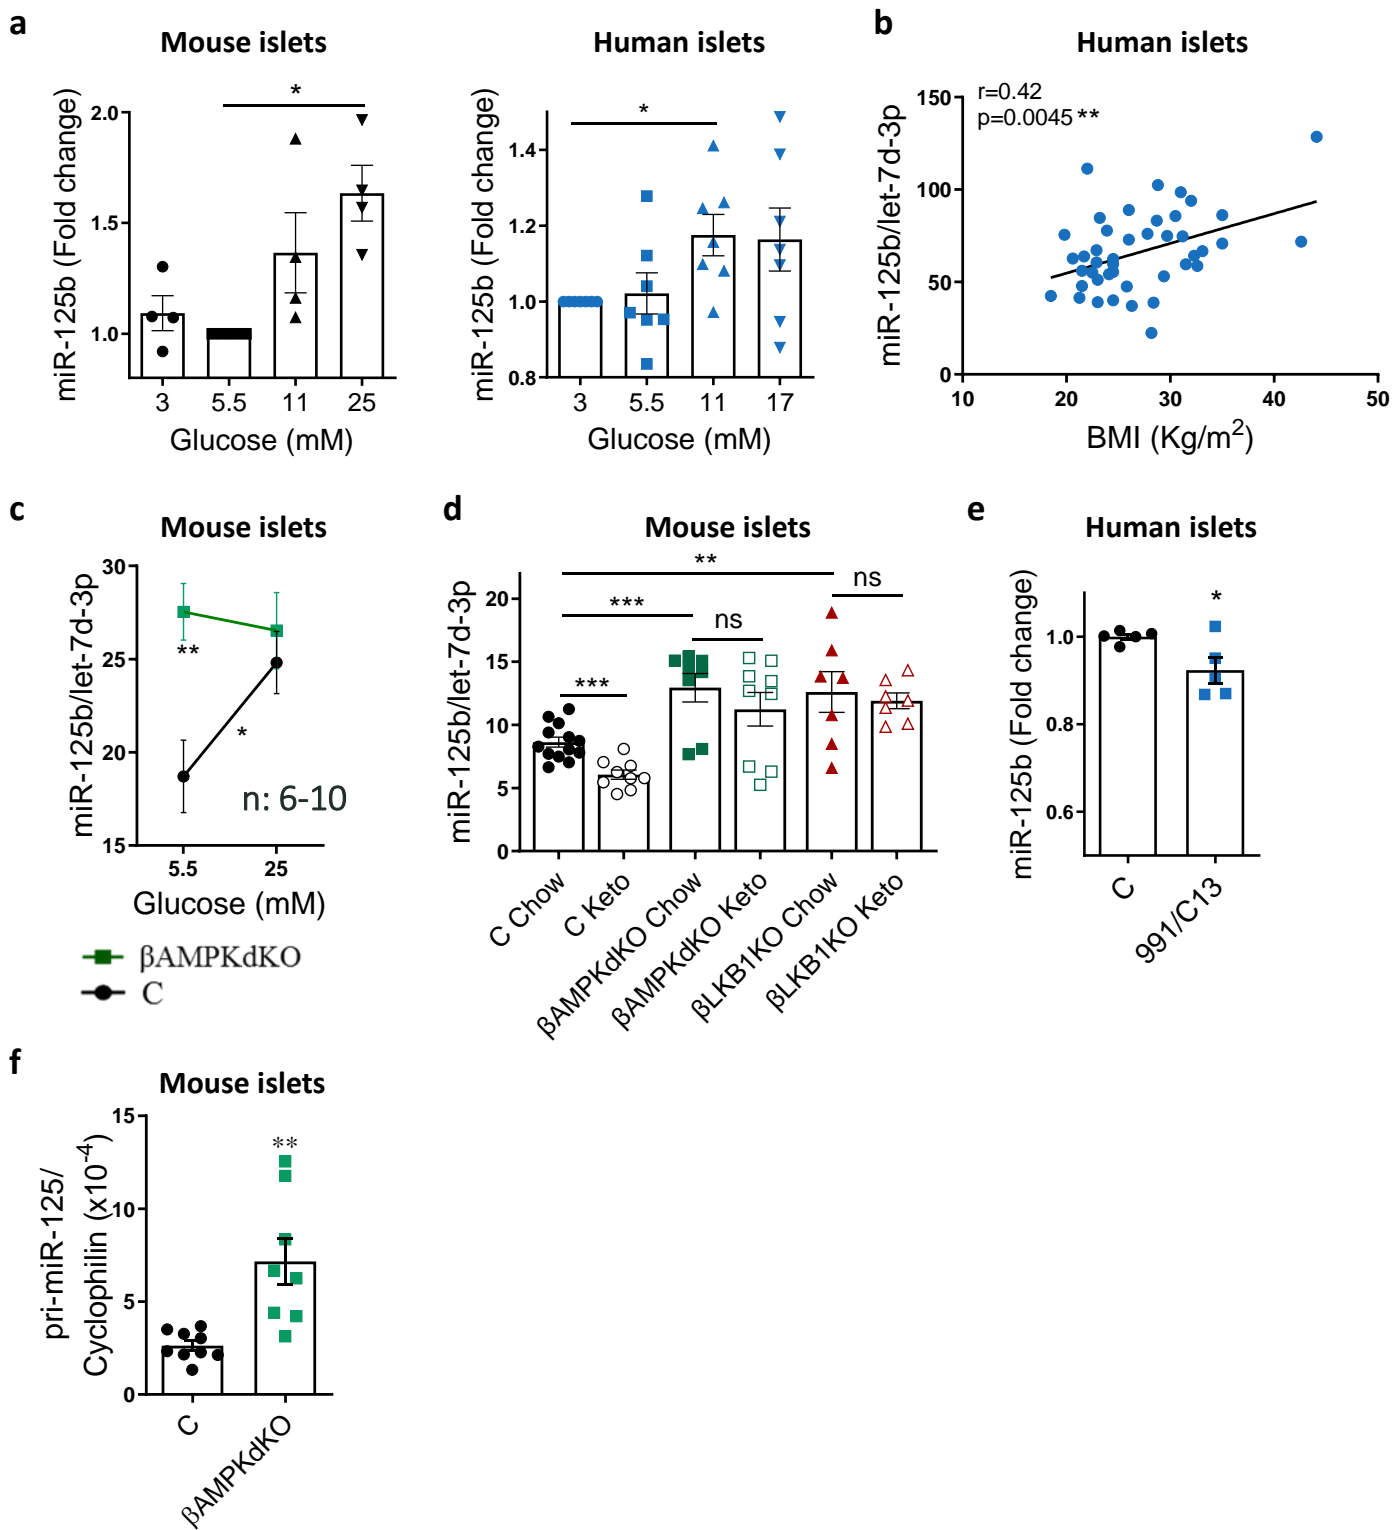 a
Mouse islets
miR-125b (Fold change)
2.0
1.5
1.0
*
3 5.5 11 25
Glucose (mM)
Human islets
miR-125b (Fold change)
1.4
1.2
1.0
0.8
*
3 5.5 11 17
Glucose (mM)
b
Human islets
miR-125b/let-7d-3p
r=0.42
p=0.0045 **
150
100
50
0
10 20 30 40 50
BMI (Kg/m²)
c
Mouse islets
miR-125b/let-7d-3p
30
25
20
15
**
*
n: 6-10
5.5 25
Glucose (mM)
βAMPKdKO
C
d
Mouse islets
miR-125b/let-7d-3p
20
15
10
5
0
**
ns
***
ns
***
C Chow
C Keto
βAMPKdKO Chow
βAMPKdKO Keto
βLKB1KO Chow
βLKB1KO Keto
e
Human islets
miR-125b (Fold change)
1.0
0.8
0.6
*
C
991/C13
f
Mouse islets
pri-miR-125/
Cyclophilin (x10⁻⁴)
15
10
5
0
**
C
βAMPKdKO